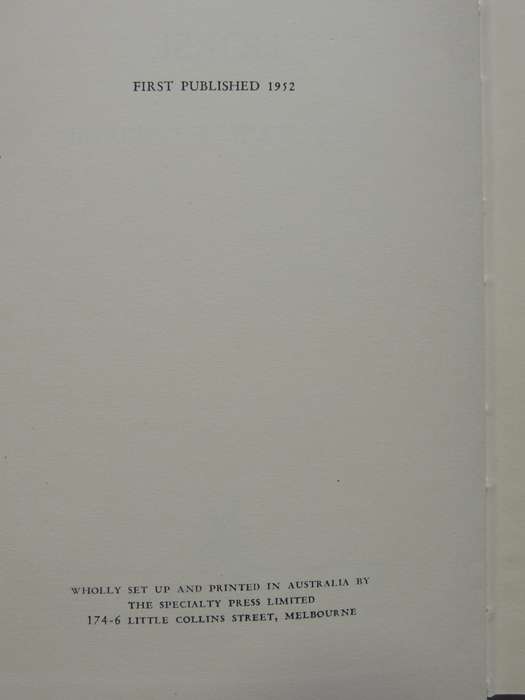 FIRST PUBLISHED 1952
WHOLLY SET UP AND PRINTED IN AUSTRALIA BY
THE SPECIALTY PRESS LIMITED
174-6 LITTLE COLLINS STREET, MELBOURNE